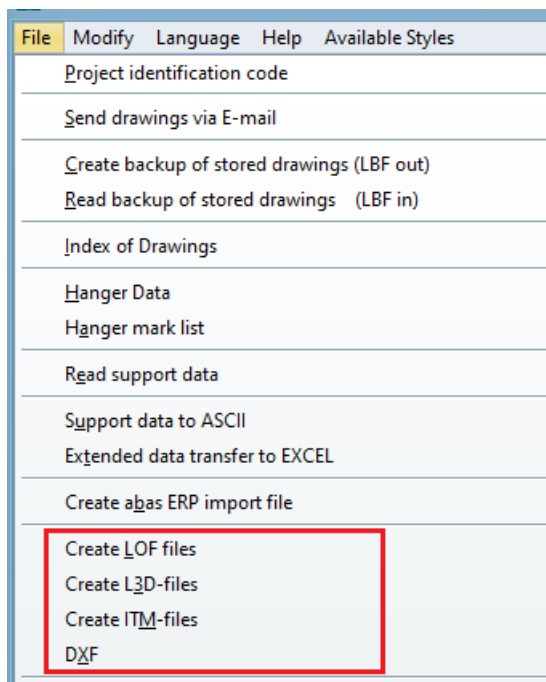 File Modify Language Help Available Styles
Project identification code
Send drawings via E-mail
Create backup of stored drawings (LBF out)
Read backup of stored drawings (LBF in)
Index of Drawings
Hanger Data
Hanger mark list
Read support data
Support data to ASCII
Extended data transfer to EXCEL
Create abas ERP import file
Create LOF files
Create L3D-files
Create ITM-files
DXF